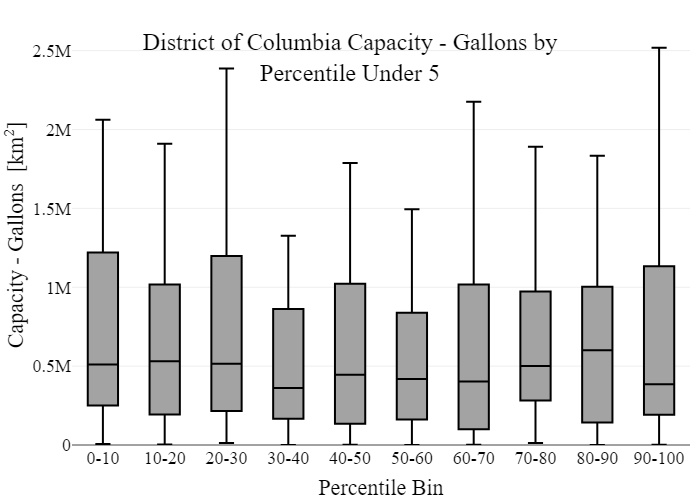 District of Columbia Capacity - Gallons by
Percentile Under 5
Capacity - Gallons [km²]
2.5M
2M
1.5M
1M
0.5M
0
0-10 10-20 20-30 30-40 40-50 50-60 60-70 70-80 80-90 90-100
Percentile Bin